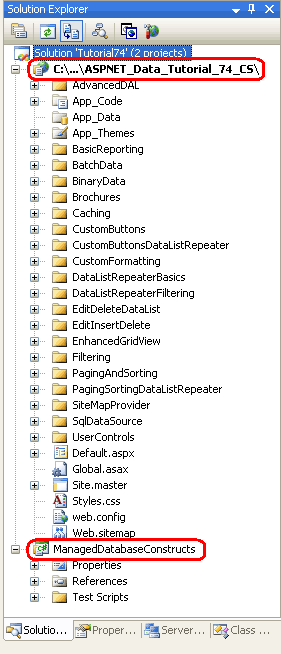 Solution Explorer
Solution 'Tutorial74' (2 projects)
C:\...\ASPNET_Data_Tutorial_74_CS\
AdvancedDAL
App_Code
App_Data
App_Themes
BasicReporting
BatchData
BinaryData
Brochures
Caching
CustomButtons
CustomButtonsDataListRepeater
CustomFormatting
DataListRepeaterBasics
DataListRepeaterFiltering
EditDeleteDataList
EditInsertDelete
EnhancedGridView
Filtering
PagingAndSorting
PagingSortingDataListRepeater
SiteMapProvider
SqlDataSource
UserControls
Default.aspx
Global.asax
Site.master
Styles.css
web.config
Web.sitemap
ManagedDatabaseConstructs
Properties
References
Test Scripts
Solutio... Proper... Server... Class ...